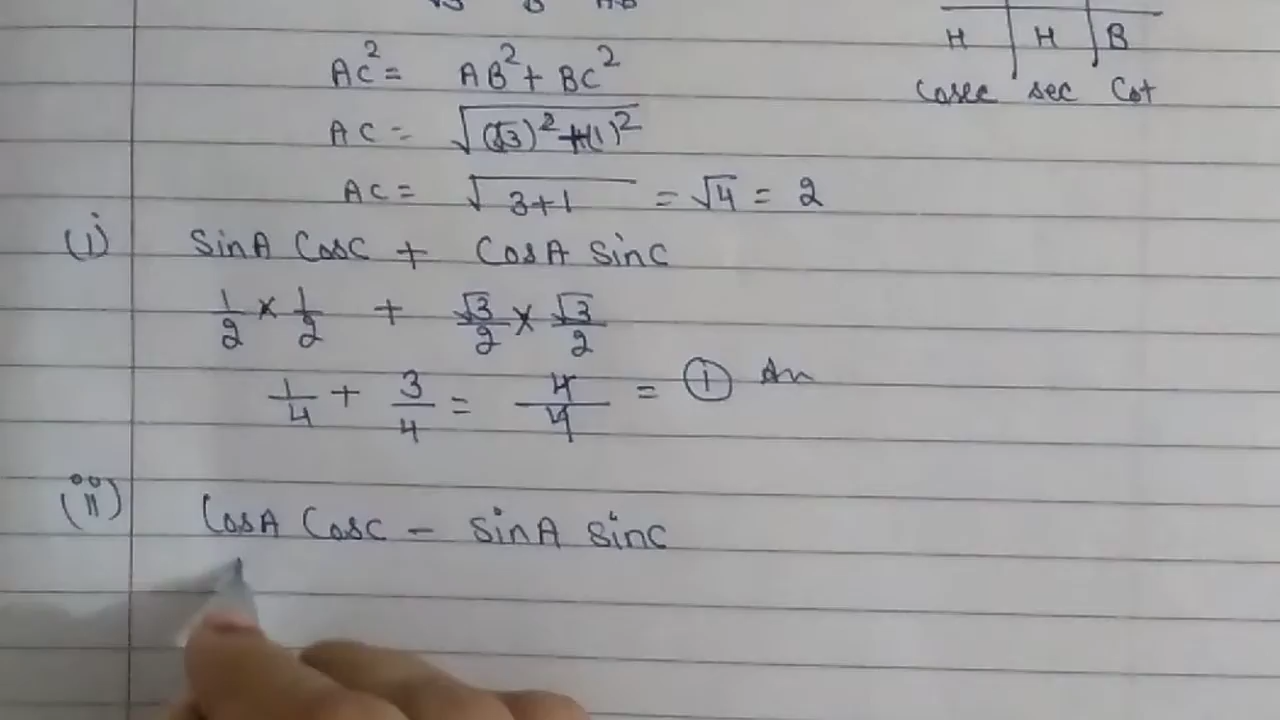 H H B
Cosec sec Cot
AC² = AB² + BC²
AC = √(√3)² + (1)²
AC = √3+1 = √4 = 2
(i) SinA CosC + CosA SinC
1/2 × 1/2 + √3/2 × √3/2
1/4 + 3/4 = 4/4 = 1 An
(ii) CosA CosC - SinA SinC